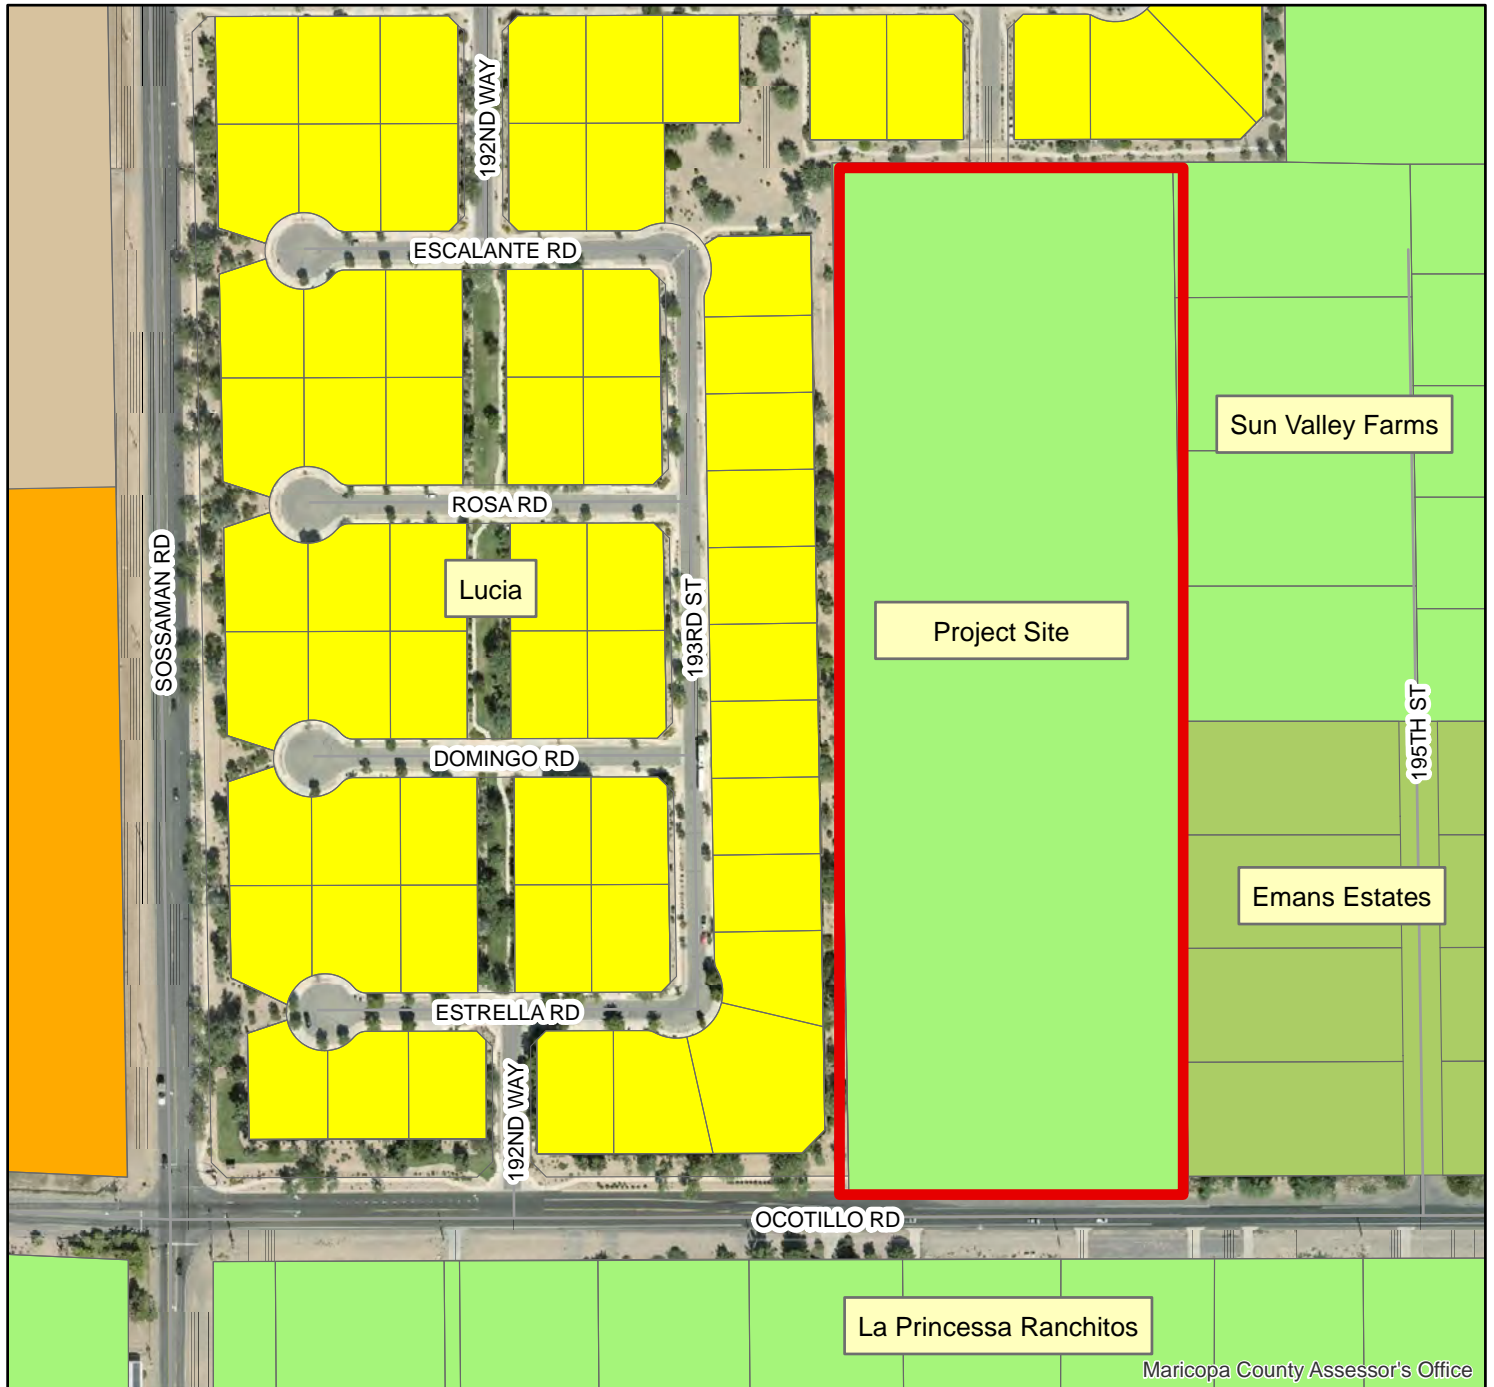 192ND WAY
ESCALANTE RD
Sun Valley Farms
ROSA RD
SOSSAMAN RD
Lucia
193RD ST
Project Site
195TH ST
DOMINGO RD
Emans Estates
ESTRELLA RD
192ND WAY
OCOTILLO RD
La Princessa Ranchitos
Maricopa County Assessor's Office